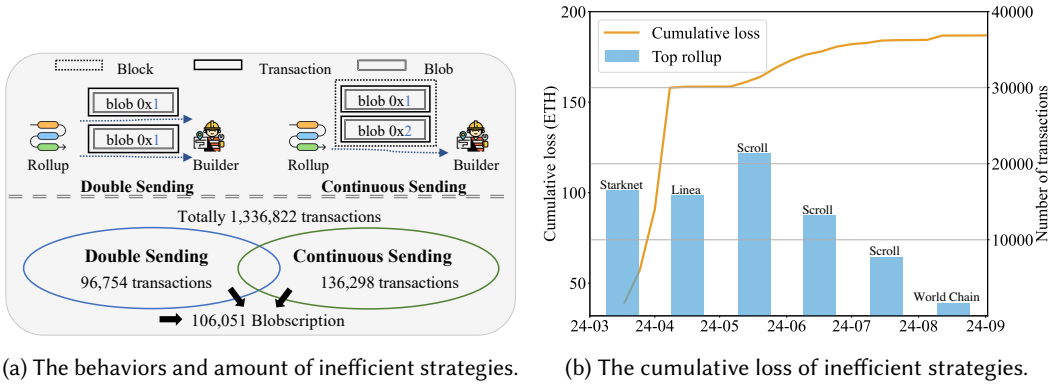 Block Transaction Blob
blob 0x1
blob 0x1
Rollup Builder
Double Sending
blob 0x1
blob 0x2
Rollup Builder
Continuous Sending
Totally 1,336,822 transactions
Double Sending
96,754 transactions
Continuous Sending
136,298 transactions
106,051 Blobscription
(a) The behaviors and amount of inefficient strategies.
Cumulative loss
Top rollup
Cumulative loss (ETH)
200
150
100
50
Number of transactions
40000
30000
20000
10000
Starknet
Linea
Scroll
Scroll
Scroll
World Chain
24-03 24-04 24-05 24-06 24-07 24-08 24-09
(b) The cumulative loss of inefficient strategies.